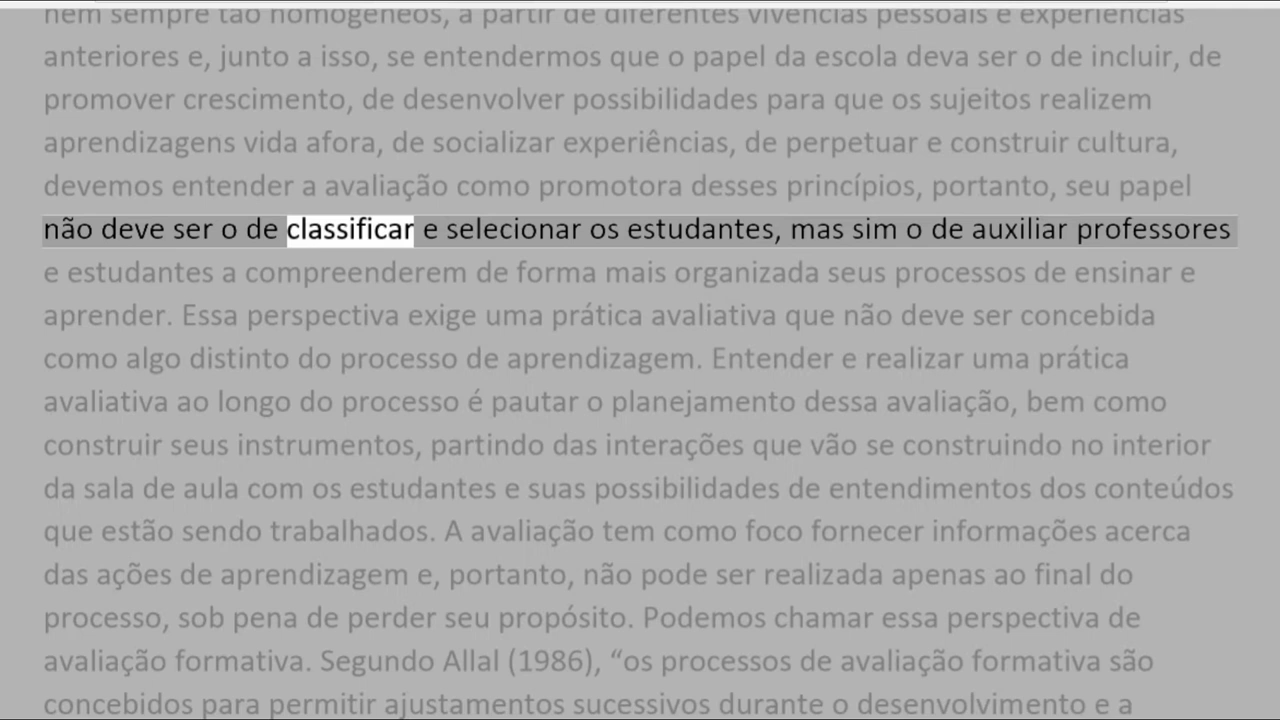 nem sempre tão homogêneos, a partir de diferentes vivências pessoais e experiências
anteriores e, junto a isso, se entendermos que o papel da escola deva ser o de incluir, de
promover crescimento, de desenvolver possibilidades para que os sujeitos realizem
aprendizagens vida afora, de socializar experiências, de perpetuar e construir cultura,
devemos entender a avaliação como promotora desses princípios, portanto, seu papel
não deve ser o de classificar e selecionar os estudantes, mas sim o de auxiliar professores
e estudantes a compreenderem de forma mais organizada seus processos de ensinar e
aprender. Essa perspectiva exige uma prática avaliativa que não deve ser concebida
como algo distinto do processo de aprendizagem. Entender e realizar uma prática
avaliativa ao longo do processo é pautar o planejamento dessa avaliação, bem como
construir seus instrumentos, partindo das interações que vão se construindo no interior
da sala de aula com os estudantes e suas possibilidades de entendimentos dos conteúdos
que estão sendo trabalhados. A avaliação tem como foco fornecer informações acerca
das ações de aprendizagem e, portanto, não pode ser realizada apenas ao final do
processo, sob pena de perder seu propósito. Podemos chamar essa perspectiva de
avaliação formativa. Segundo Allal (1986), “os processos de avaliação formativa são
concebidos para permitir ajustamentos sucessivos durante o desenvolvimento e a